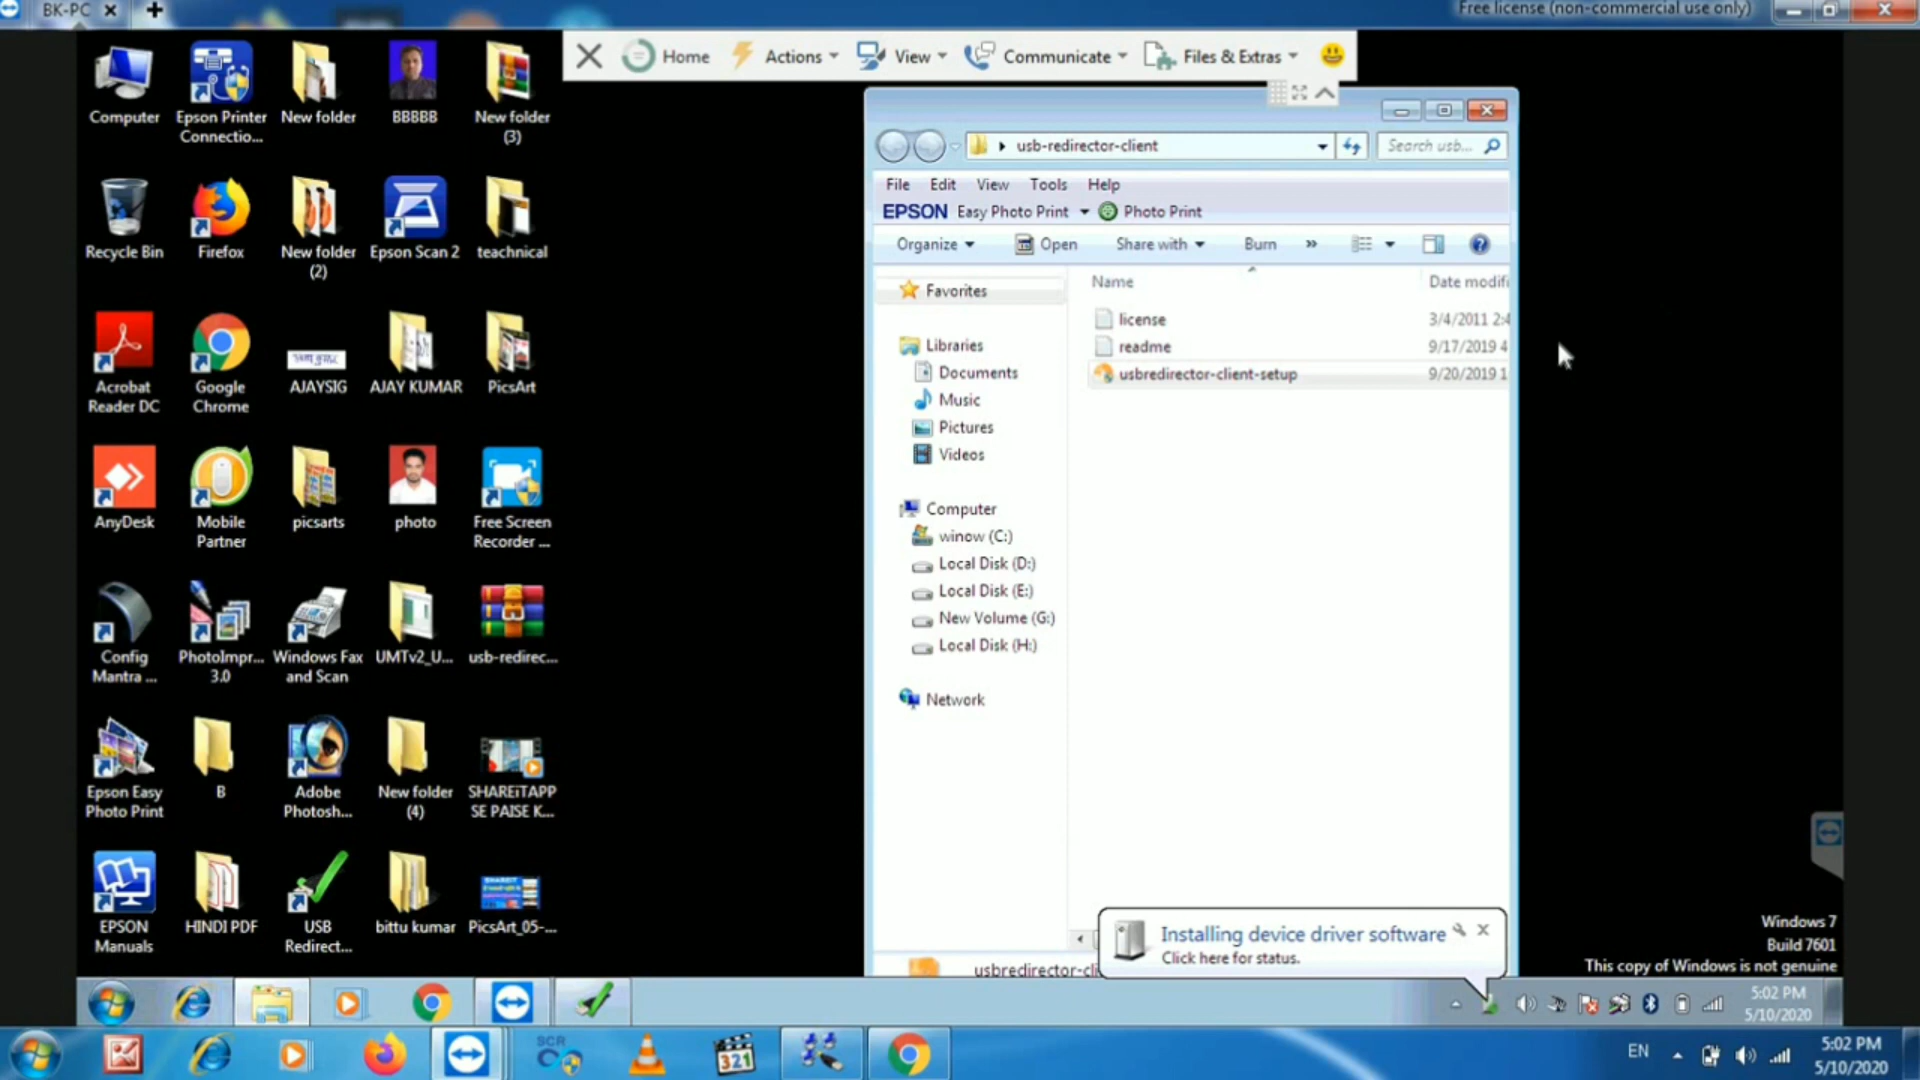 BK-PC
Free license (non-commercial use only)
Home
Actions
View
Communicate
Files & Extras
Computer
Epson Printer
Connectio...
New folder
BBBBB
New folder
(3)
Recycle Bin
Firefox
New folder
(2)
Epson Scan 2
teachnical
Acrobat
Reader DC
Google
Chrome
AJAYSIG
AJAY KUMAR
PicsArt
AnyDesk
Mobile
Partner
picsarts
photo
Free Screen
Recorder ...
Config
Mantra ...
PhotoImpr...
3.0
Windows Fax
and Scan
UMTv2_U...
usb-redirec...
Epson Easy
Photo Print
B
Adobe
Photosh...
New folder
(4)
SHAREiTAPP
SE PAISE K...
EPSON
Manuals
HINDI PDF
USB
Redirect...
bittu kumar
PicsArt_05-...
usb-redirector-client
Search usb...
File Edit View Tools Help
EPSON Easy Photo Print Photo Print
Organize Open Share with Burn »
Name Date modifi
Favorites
Libraries
Documents
Music
Pictures
Videos
Computer
winow (C:)
Local Disk (D:)
Local Disk (E:)
New Volume (G:)
Local Disk (H:)
Network
license 3/4/2011 2:4
readme 9/17/2019 4
usbredirector-client-setup 9/20/2019 1
usbredirector-cli
Installing device driver software
Click here for status.
Windows 7
Build 7601
This copy of Windows is not genuine
5:02 PM
5/10/2020
SCR
321
EN
5:02 PM
5/10/2020